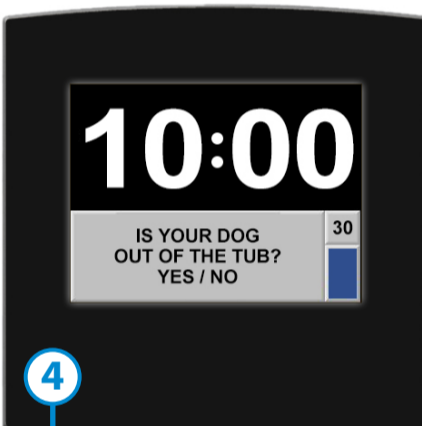 10:00
IS YOUR DOG
OUT OF THE TUB?
YES / NO
30
4